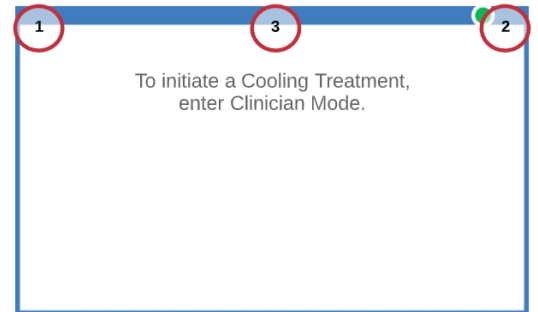 1 3 2
To initiate a Cooling Treatment,
enter Clinician Mode.